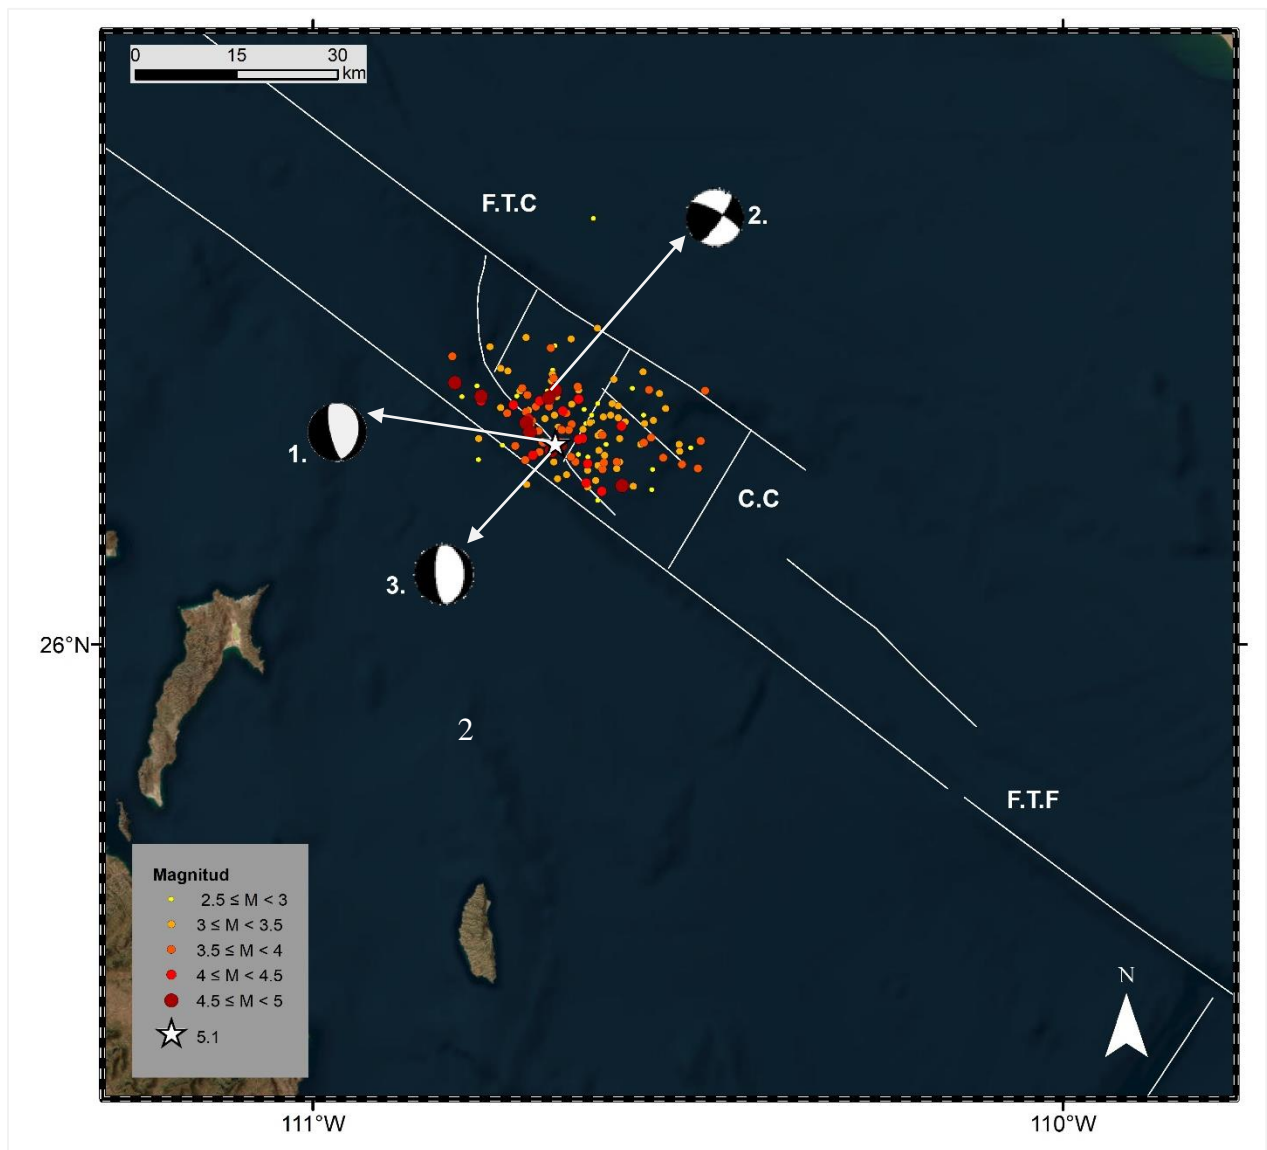 0 15 30
km
F.T.C
2.
1.
C.C
3.
26°N
2
F.T.F
Magnitud
2.5 ≤ M < 3
3 ≤ M < 3.5
3.5 ≤ M < 4
4 ≤ M < 4.5
4.5 ≤ M < 5
5.1
N
111°W 110°W